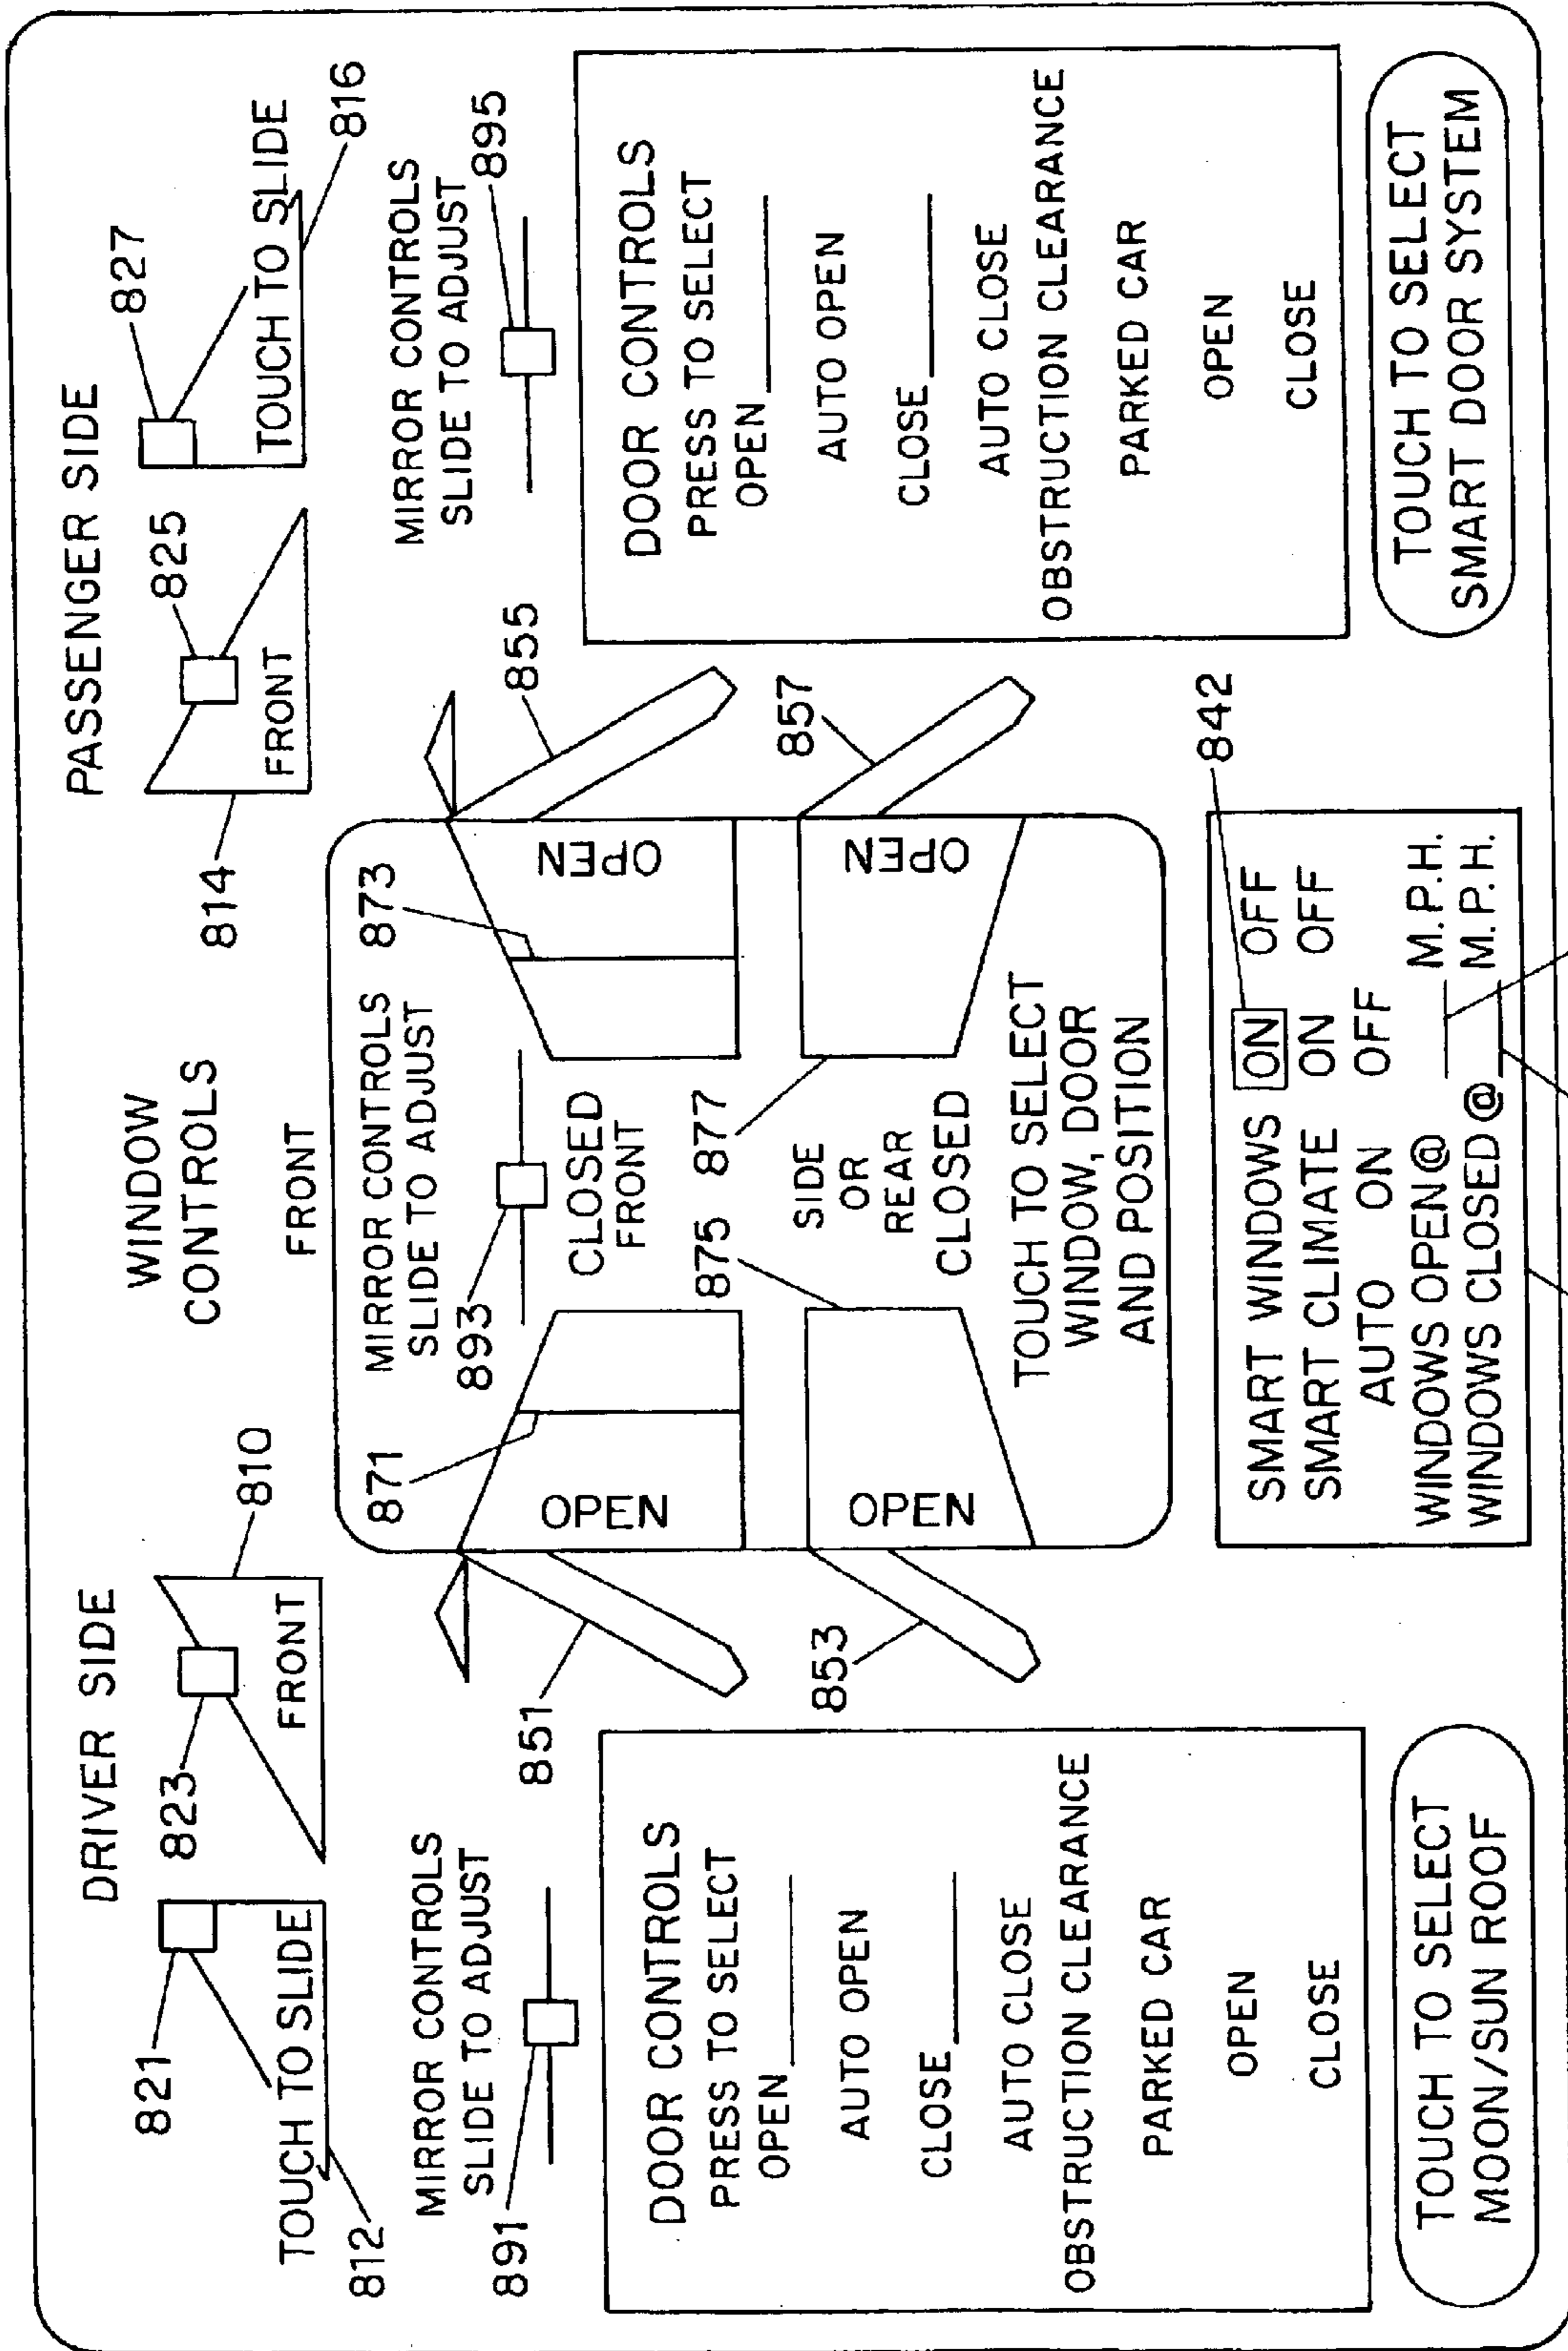 WINDOW
CONTROLS
DRIVER SIDE
PASSENGER SIDE
821
823
810
FRONT
TOUCH TO SLIDE
812
FRONT
814
825
FRONT
827
TOUCH TO SLIDE
816
MIRROR CONTROLS
SLIDE TO ADJUST
891
MIRROR CONTROLS
SLIDE TO ADJUST
893
MIRROR CONTROLS
SLIDE TO ADJUST
895
871
873
OPEN
CLOSED
FRONT
OPEN
851
855
875
877
OPEN
SIDE
OR
REAR
CLOSED
OPEN
853
857
TOUCH TO SELECT
WINDOW, DOOR
AND POSITION
DOOR CONTROLS
PRESS TO SELECT
OPEN
AUTO OPEN
CLOSE
AUTO CLOSE
OBSTRUCTION CLEARANCE
PARKED CAR
OPEN
CLOSE
DOOR CONTROLS
PRESS TO SELECT
OPEN
AUTO OPEN
CLOSE
AUTO CLOSE
OBSTRUCTION CLEARANCE
PARKED CAR
OPEN
CLOSE
842
SMART WINDOWS ON OFF
SMART CLIMATE ON OFF
AUTO ON OFF
WINDOWS OPEN@ M.P.H.
WINDOWS CLOSED@ M.P.H.
TOUCH TO SELECT
MOON/SUN ROOF
TOUCH TO SELECT
SMART DOOR SYSTEM